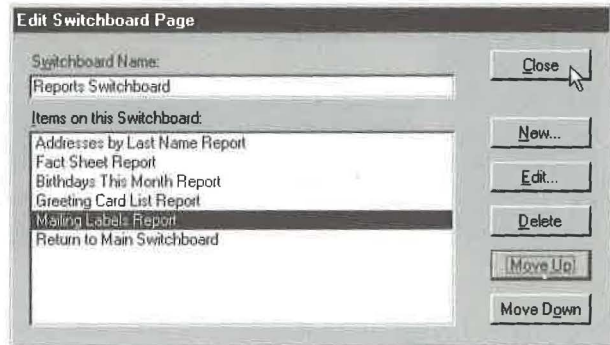 Edit Switchboard Page
Switchboard Name:
Reports Switchboard
Items on this Switchboard:
Addresses by Last Name Report
Fact Sheet Report
Birthdays This Month Report
Greeting Card List Report
Mailing Labels Report
Return to Main Switchboard
Close
New...
Edit...
Delete
Move Up
Move Down